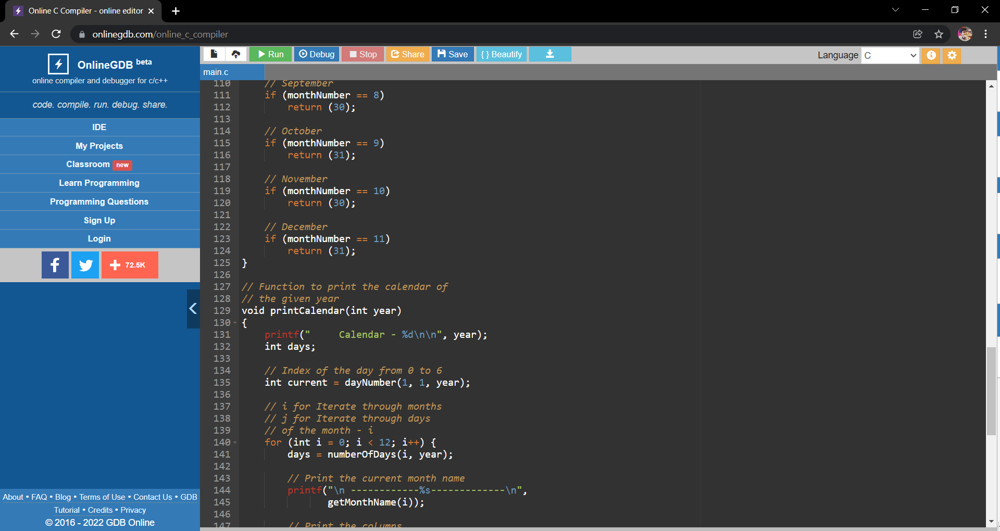 Online C Compiler - online editor
onlinegdb.com/online_c_compiler
OnlineGDB beta
online compiler and debugger for c/c++
code. compile. run. debug. share.
IDE
My Projects
Classroom new
Learn Programming
Programming Questions
Sign Up
Login
72.5K
About • FAQ • Blog • Terms of Use • Contact Us • GDB
Tutorial • Credits • Privacy
© 2016 - 2022 GDB Online
Run Debug Stop Share Save { } Beautify
Language C
main.c
110 // September
111 if (monthNumber == 8)
112 return (30);
113
114 // October
115 if (monthNumber == 9)
116 return (31);
117
118 // November
119 if (monthNumber == 10)
120 return (30);
121
122 // December
123 if (monthNumber == 11)
124 return (31);
125 }
126
127 // Function to print the calendar of
128 // the given year
129 void printCalendar(int year)
130 {
131 printf("     Calendar - %d\n\n", year);
132 int days;
133
134 // Index of the day from 0 to 6
135 int current = dayNumber(1, 1, year);
136
137 // i for Iterate through months
138 // j for Iterate through days
139 // of the month - i
140 for (int i = 0; i < 12; i++) {
141 days = numberOfDays(i, year);
142
143 // Print the current month name
144 printf("\n ------------%s-------------\n",
145 getMonthName(i));
146
147 // Print the columns